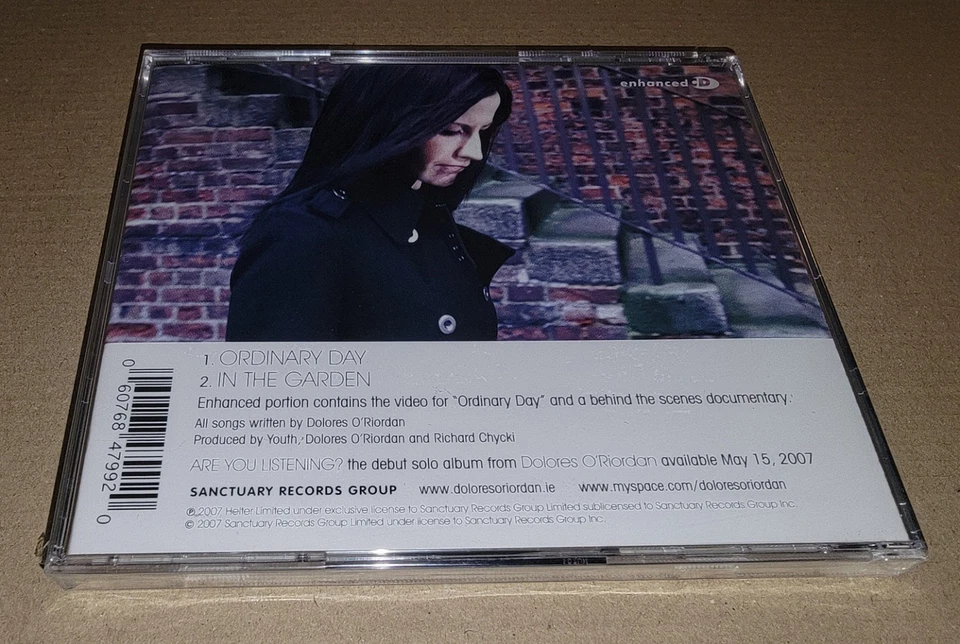 enhanced CD
1. ORDINARY DAY
2. IN THE GARDEN
Enhanced portion contains the video for “Ordinary Day” and a behind the scenes documentary.
All songs written by Dolores O'Riordan
Produced by Youth, Dolores O'Riordan and Richard Chycki
ARE YOU LISTENING? the debut solo album from Dolores O'Riordan available May 15, 2007
SANCTUARY RECORDS GROUP www.doloresoriordan.ie www.myspace.com/doloresoriordan
℗ 2007 Helter Limited under exclusive license to Sanctuary Records Group Limited sublicensed to Sanctuary Records Group Inc.
© 2007 Sanctuary Records Group Limited under license to Sanctuary Records Group Inc.
0 60768 47992 0